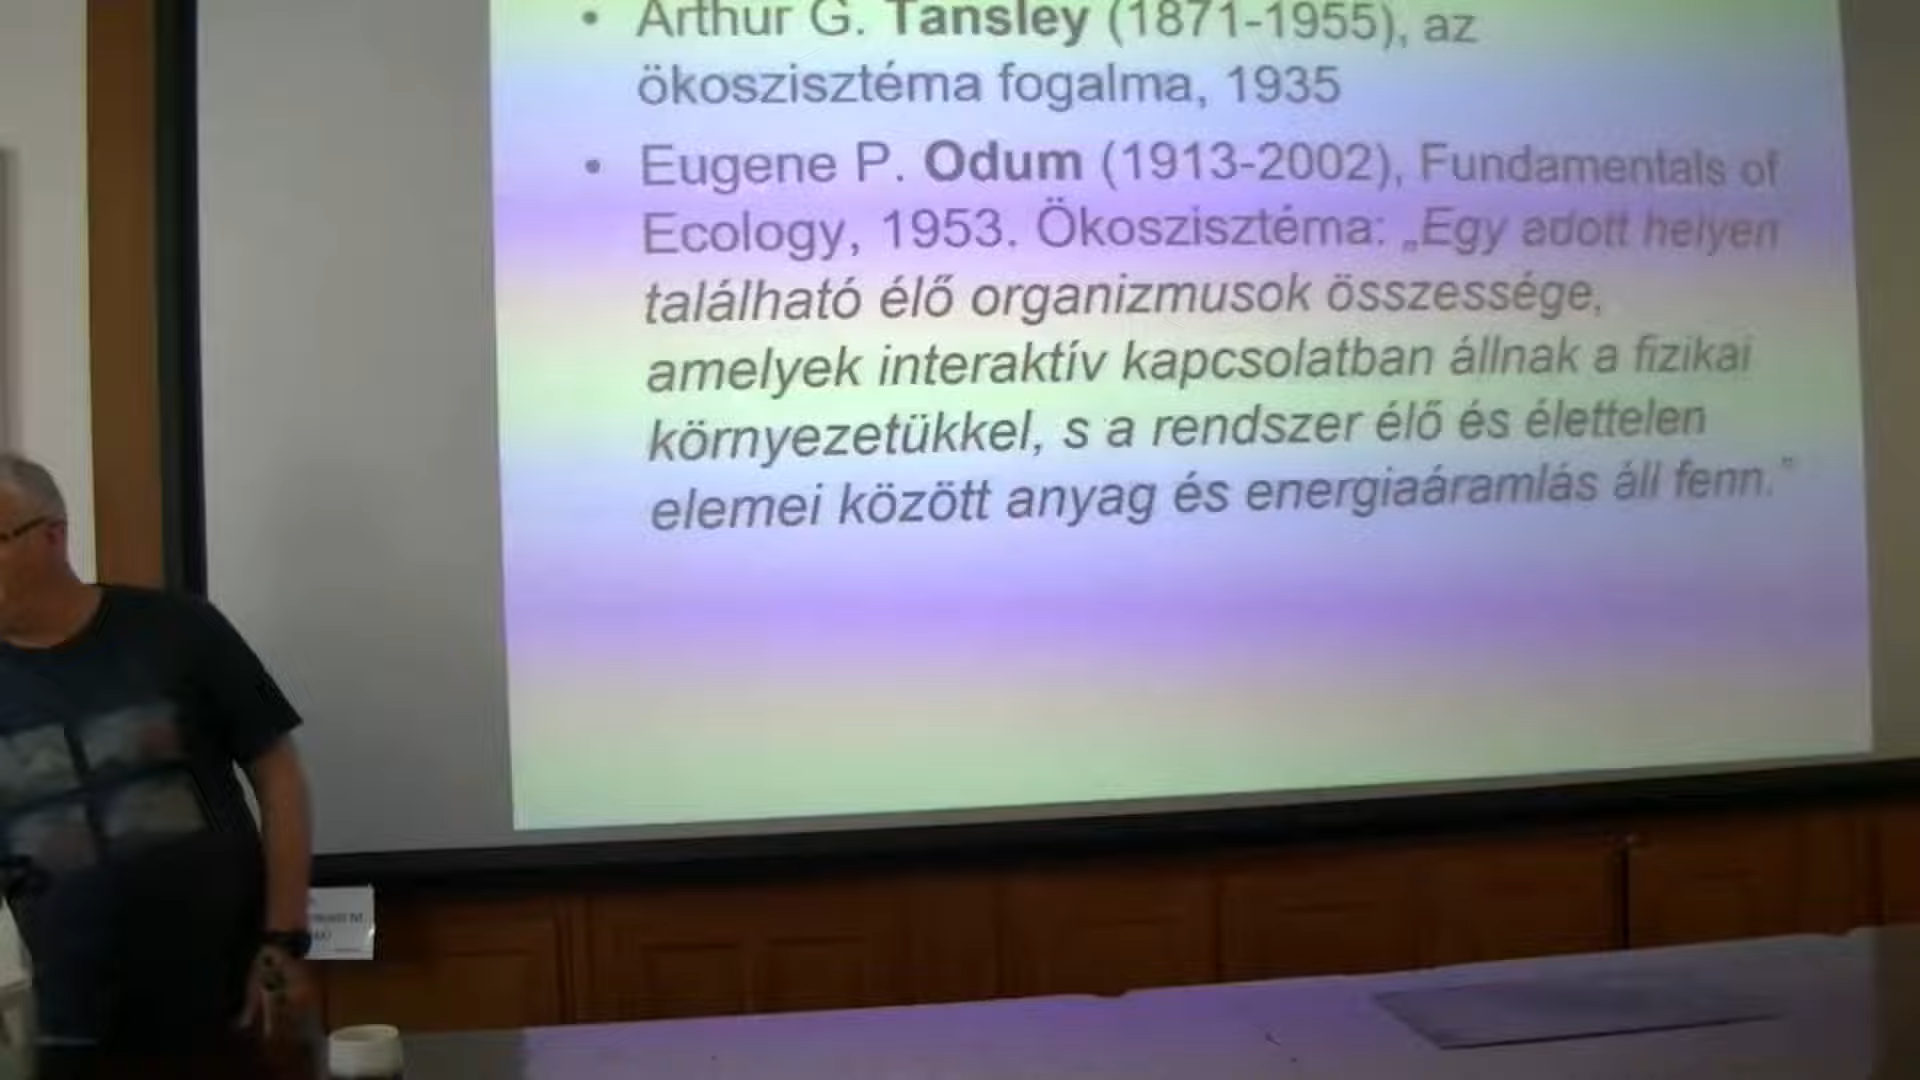 • Arthur G. Tansley (1871-1955), az
ökoszisztéma fogalma, 1935
• Eugene P. Odum (1913-2002), Fundamentals of
Ecology, 1953. Ökoszisztéma: „Egy adott helyen
található élő organizmusok összessége,
amelyek interaktív kapcsolatban állnak a fizikai
környezetükkel, s a rendszer élő és élettelen
elemei között anyag és energiaáramlás áll fenn.”